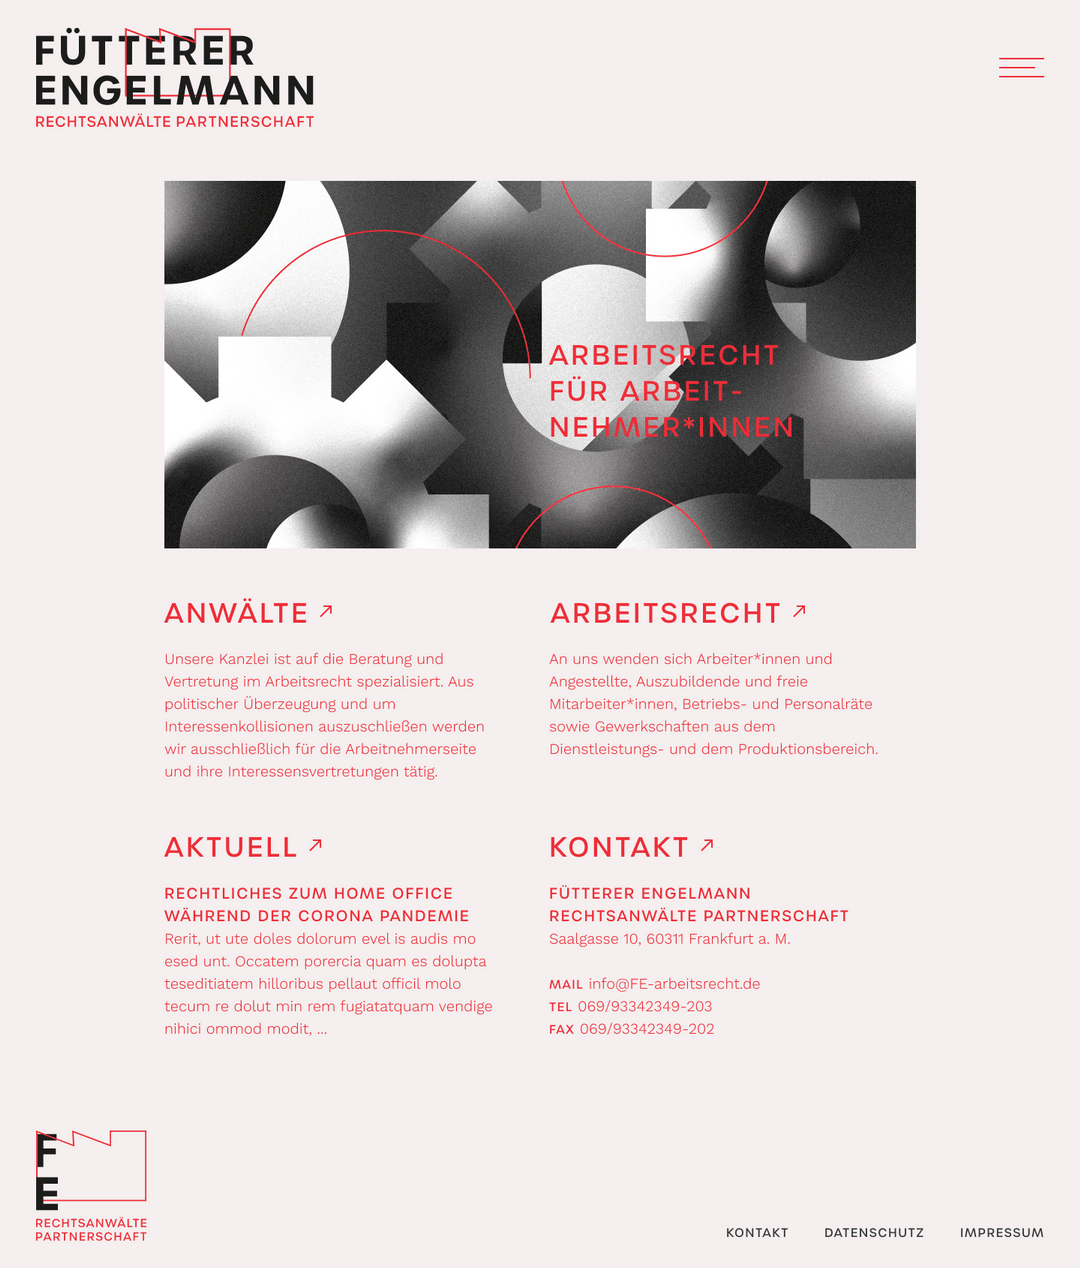 FÜTTERER
ENGELMANN
RECHTSANWÄLTE PARTNERSCHAFT
ARBEITSRECHT
FÜR ARBEIT-
NEHMER*INNEN
ANWÄLTE ↗
Unsere Kanzlei ist auf die Beratung und
Vertretung im Arbeitsrecht spezialisiert. Aus
politischer Überzeugung und um
Interessenkollisionen auszuschließen werden
wir ausschließlich für die Arbeitnehmerseite
und ihre Interessensvertretungen tätig.
ARBEITSRECHT ↗
An uns wenden sich Arbeiter*innen und
Angestellte, Auszubildende und freie
Mitarbeiter*innen, Betriebs- und Personalräte
sowie Gewerkschaften aus dem
Dienstleistungs- und dem Produktionsbereich.
AKTUELL ↗
RECHTLICHES ZUM HOME OFFICE
WÄHREND DER CORONA PANDEMIE
Rerit, ut ute doles dolorum evel is audis mo
esed unt. Occatem porercia quam es dolupta
teseditiatem hilloribus pellaut officil molo
tecum re dolut min rem fugiatatquam vendige
nihici ommod modit, ...
KONTAKT ↗
FÜTTERER ENGELMANN
RECHTSANWÄLTE PARTNERSCHAFT
Saalgasse 10, 60311 Frankfurt a. M.
MAIL info@FE-arbeitsrecht.de
TEL 069/93342349-203
FAX 069/93342349-202
F
E
RECHTSANWÄLTE
PARTNERSCHAFT
KONTAKT DATENSCHUTZ IMPRESSUM